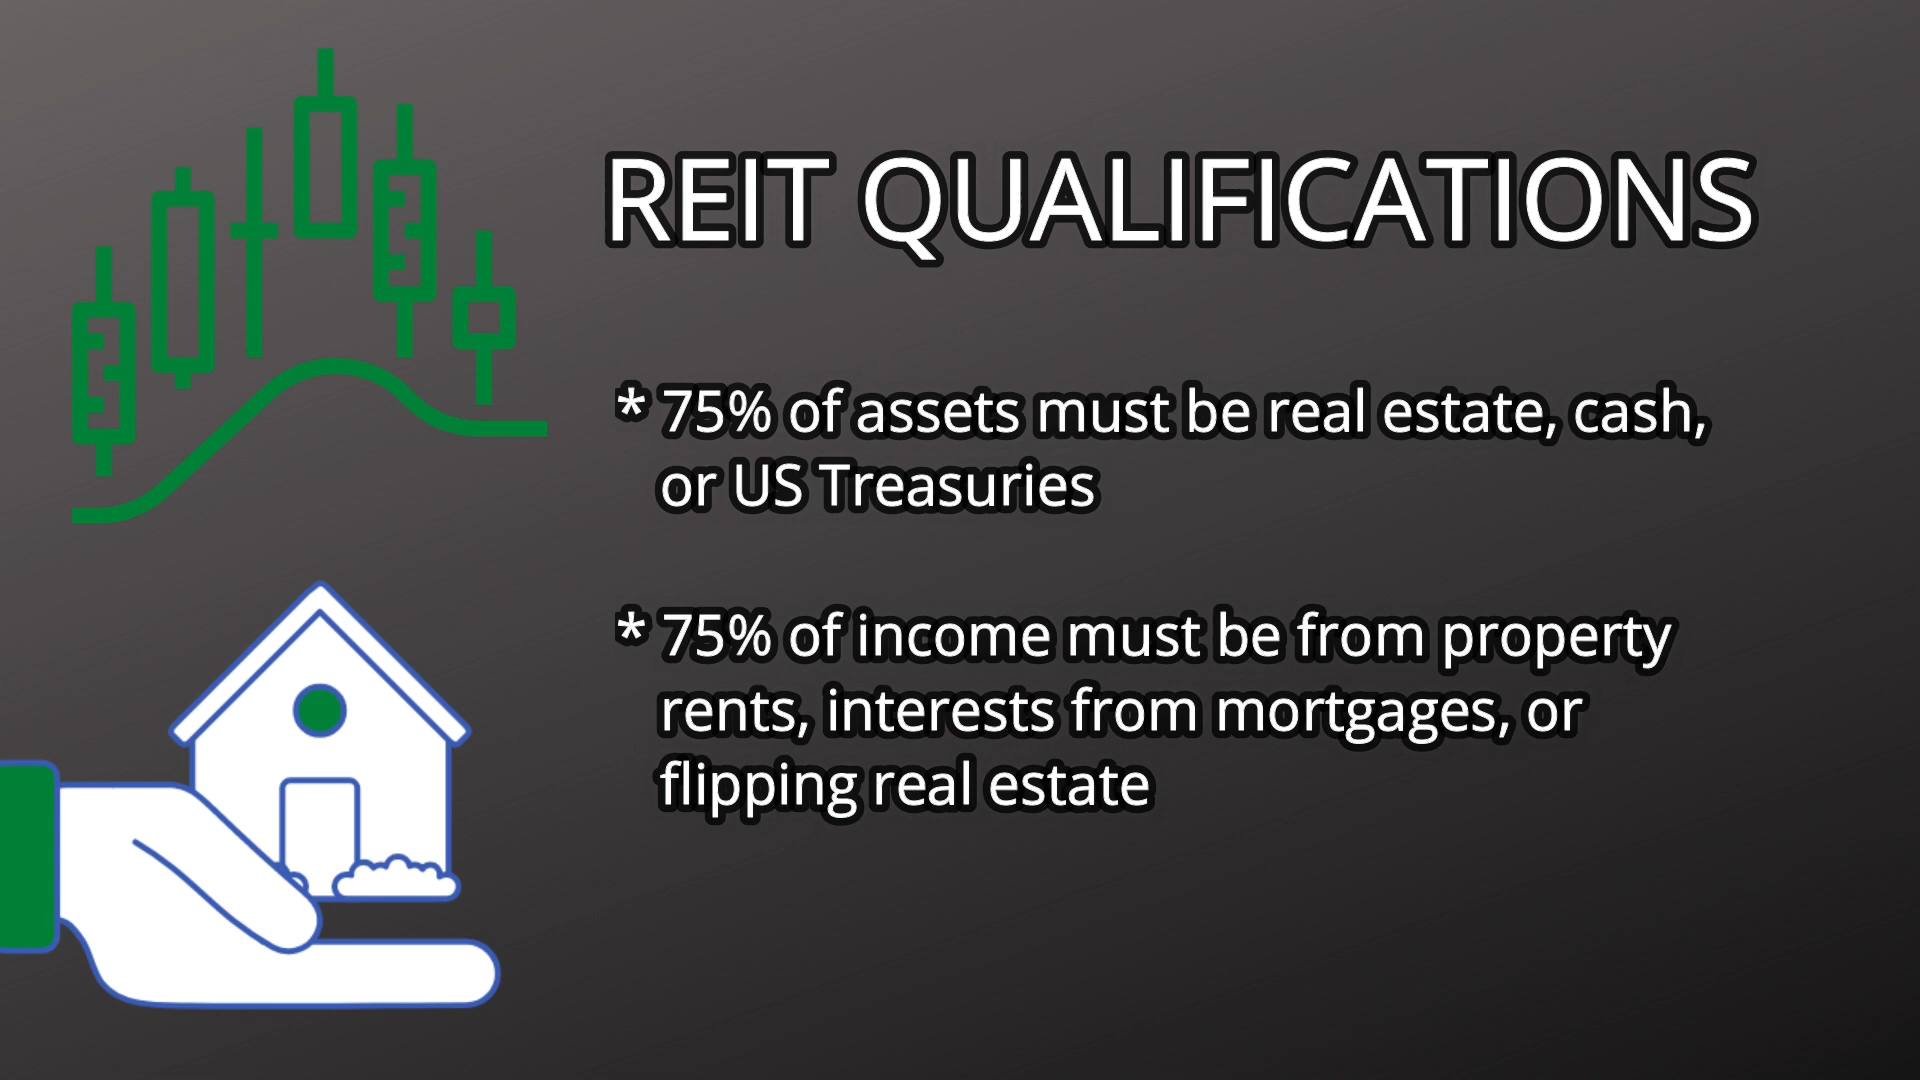 REIT QUALIFICATIONS
* 75% of assets must be real estate, cash,
or US Treasuries
* 75% of income must be from property
rents, interests from mortgages, or
flipping real estate